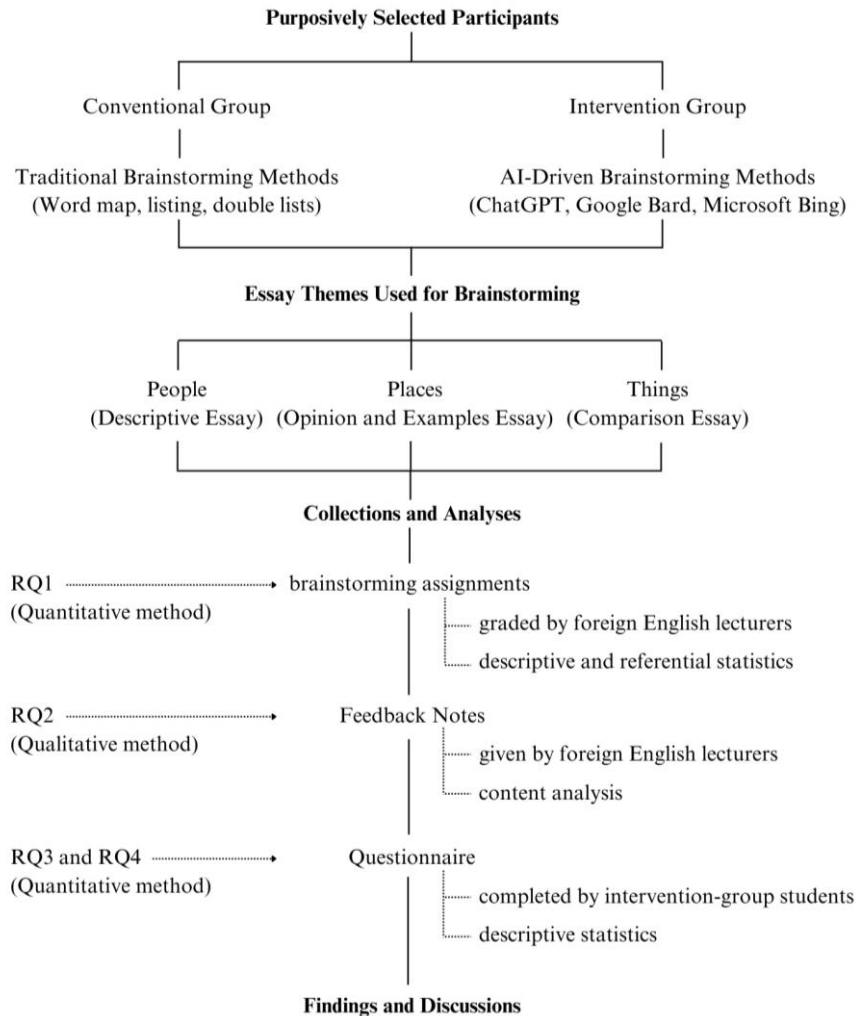 Purposively Selected Participants
Conventional Group
Intervention Group
Traditional Brainstorming Methods
(Word map, listing, double lists)
AI-Driven Brainstorming Methods
(ChatGPT, Google Bard, Microsoft Bing)
Essay Themes Used for Brainstorming
People
(Descriptive Essay)
Places
(Opinion and Examples Essay)
Things
(Comparison Essay)
Collections and Analyses
RQ1
(Quantitative method)
brainstorming assignments
graded by foreign English lecturers
descriptive and referential statistics
RQ2
(Qualitative method)
Feedback Notes
given by foreign English lecturers
content analysis
RQ3 and RQ4
(Quantitative method)
Questionnaire
completed by intervention-group students
descriptive statistics
Findings and Discussions